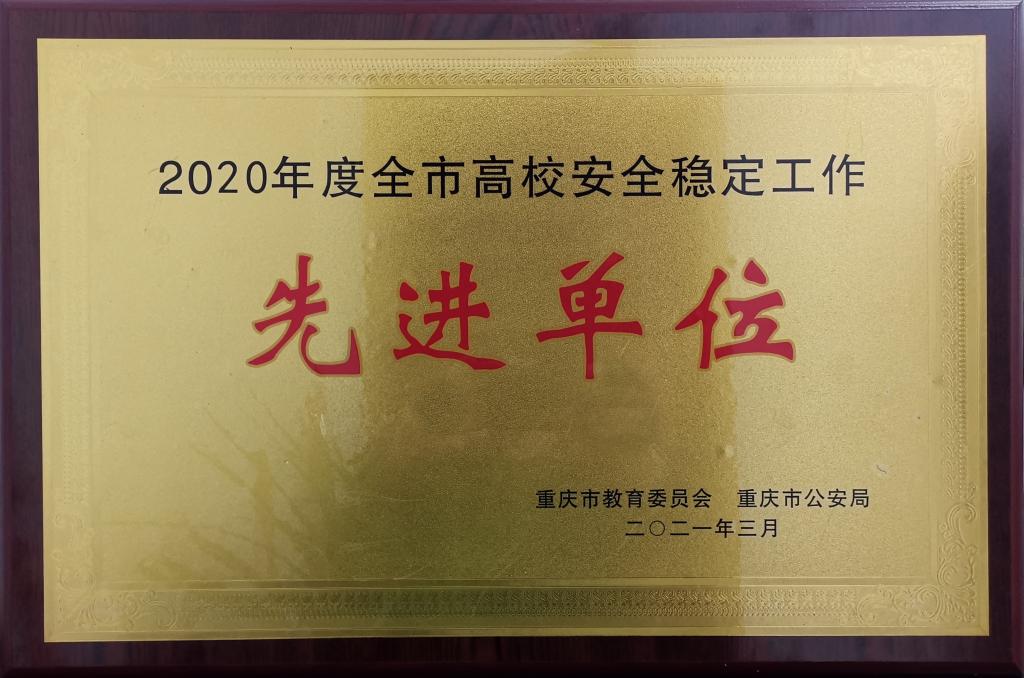 2020年度全市高校安全稳定工作
先进单位
重庆市教育委员会 重庆市公安局
二〇二一年三月